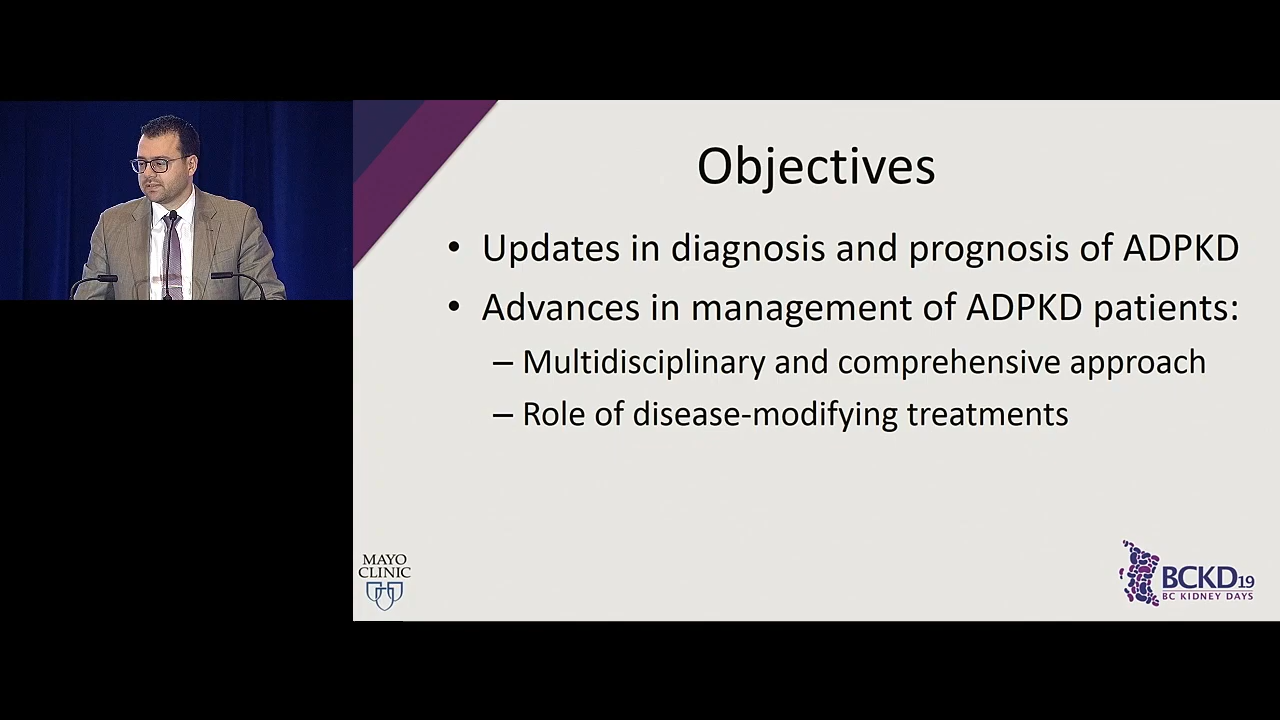 Objectives
• Updates in diagnosis and prognosis of ADPKD
• Advances in management of ADPKD patients:
– Multidisciplinary and comprehensive approach
– Role of disease-modifying treatments
MAYO
CLINIC
BCKD19
BC KIDNEY DAYS